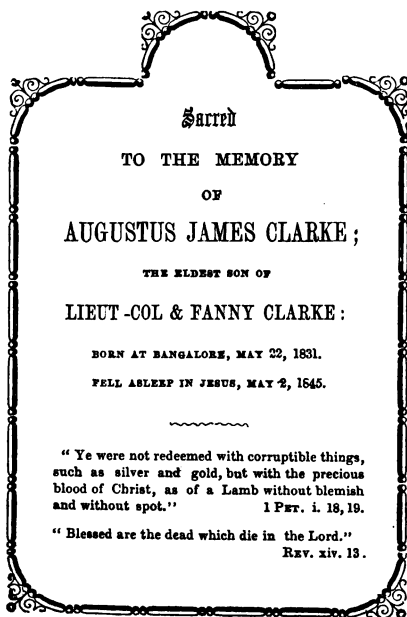 Sacred
TO THE MEMORY
OF
AUGUSTUS JAMES CLARKE;
THE ELDEST SON OF
LIEUT-COL & FANNY CLARKE:
BORN AT BANGALORE, MAY 22, 1831.
FELL ASLEEP IN JESUS, MAY 2, 1845.
“ Ye were not redeemed with corruptible things,
such as silver and gold, but with the precious
blood of Christ, as of a Lamb without blemish
and without spot.” 1 PET. i. 18, 19.
“ Blessed are the dead which die in the Lord.”
REV. xiv. 13.